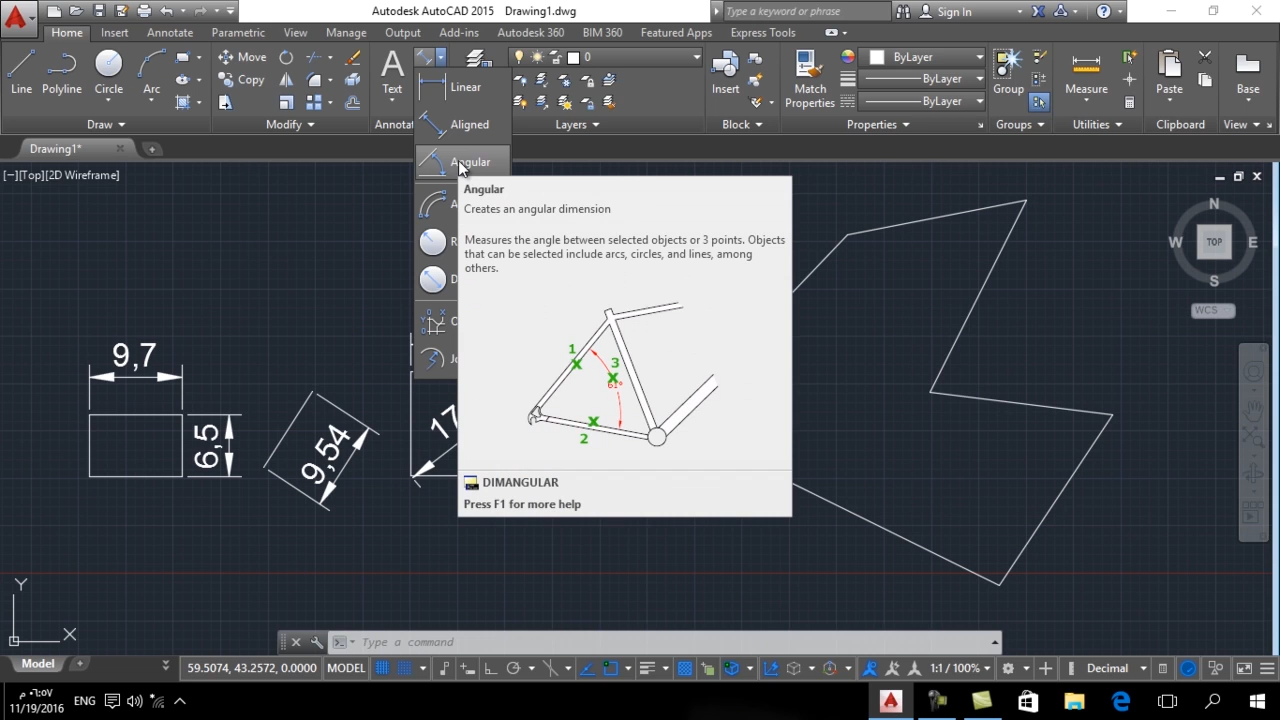 Autodesk AutoCAD 2015 Drawing1.dwg
Type a keyword or phrase
Sign In
Home Insert Annotate Parametric View Manage Output Add-ins Autodesk 360 BIM 360 Featured Apps Express Tools
Line Polyline Circle Arc
Move
Copy
Text
Linear
Aligned
Angular
0
Insert
Match
Properties
ByLayer
ByLayer
ByLayer
Group
Measure
Paste
Base
Draw Modify Layers Block Properties Groups Utilities Clipboard View
Drawing1*
[−][Top][2D Wireframe]
Angular
Creates an angular dimension
Measures the angle between selected objects or 3 points. Objects
that can be selected include arcs, circles, and lines, among
others.
1
3
61°
2
DIMANGULAR
Press F1 for more help
N
W TOP E
S
WCS
9,7
6,5
9,54
17
Y
X
Type a command
Model
59.5074, 43.2572, 0.0000 MODEL
1:1 / 100%
Decimal
ENG
11/19/2016